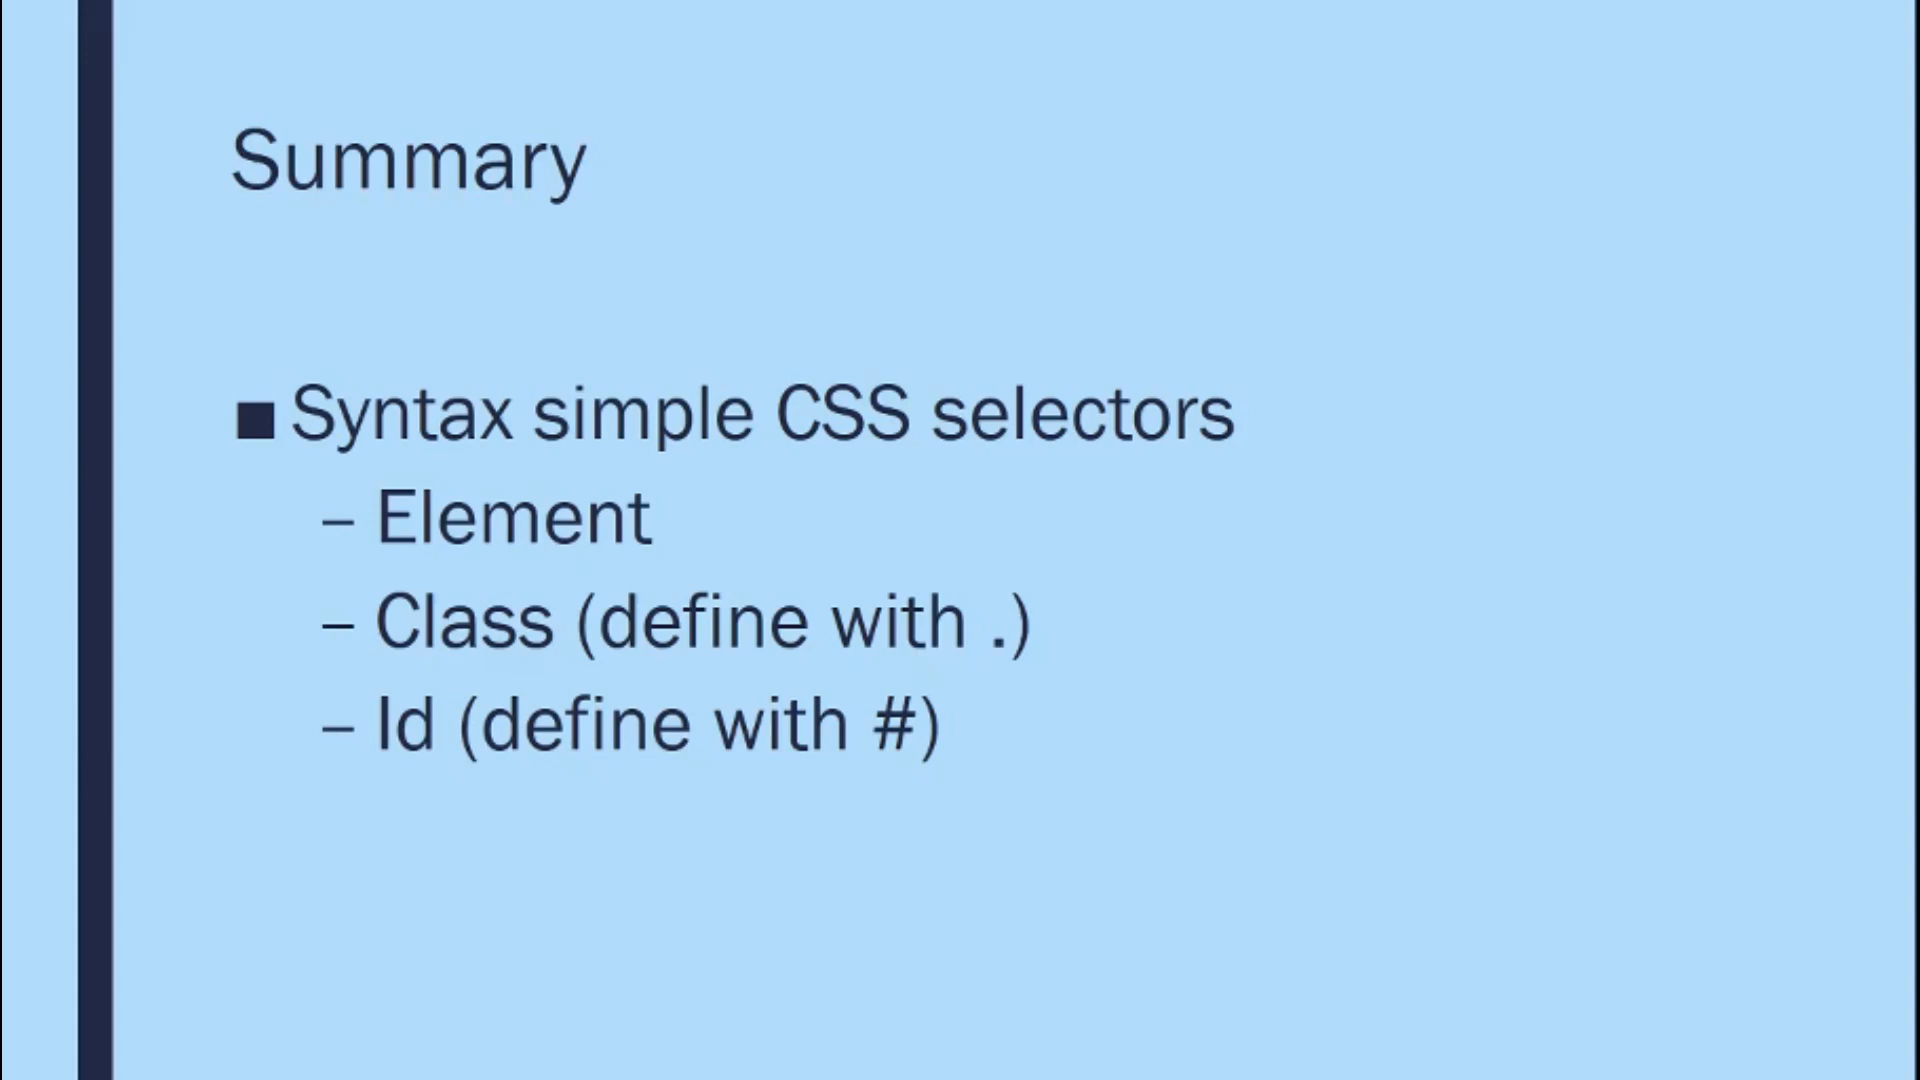 Summary
■ Syntax simple CSS selectors
– Element
– Class (define with .)
– Id (define with #)